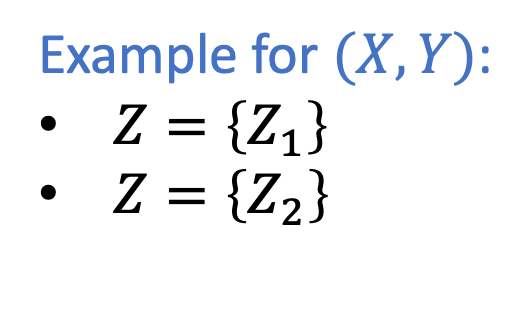 Example for (𝑋, 𝑌):
• 𝑍 = {𝑍₁}
• 𝑍 = {𝑍₂}